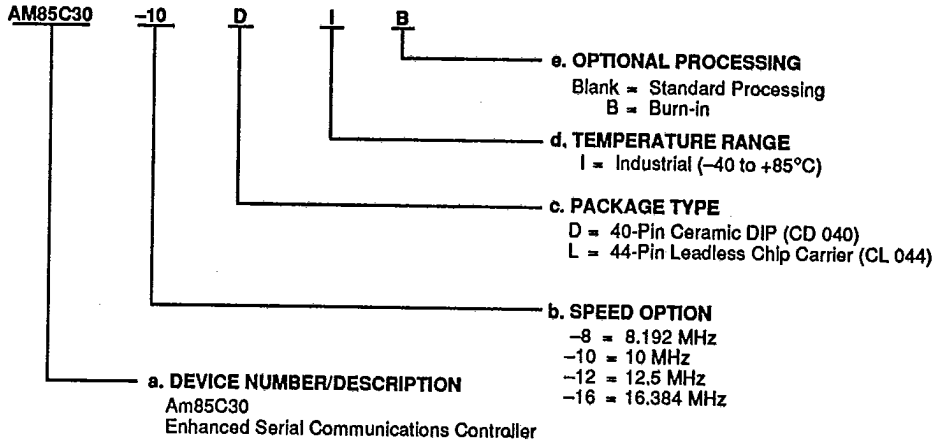 AM85C30 –10 D I B
e. OPTIONAL PROCESSING
Blank = Standard Processing
B = Burn-in
d. TEMPERATURE RANGE
I = Industrial (–40 to +85°C)
c. PACKAGE TYPE
D = 40-Pin Ceramic DIP (CD 040)
L = 44-Pin Leadless Chip Carrier (CL 044)
b. SPEED OPTION
–8 = 8.192 MHz
–10 = 10 MHz
–12 = 12.5 MHz
–16 = 16.384 MHz
a. DEVICE NUMBER/DESCRIPTION
Am85C30
Enhanced Serial Communications Controller